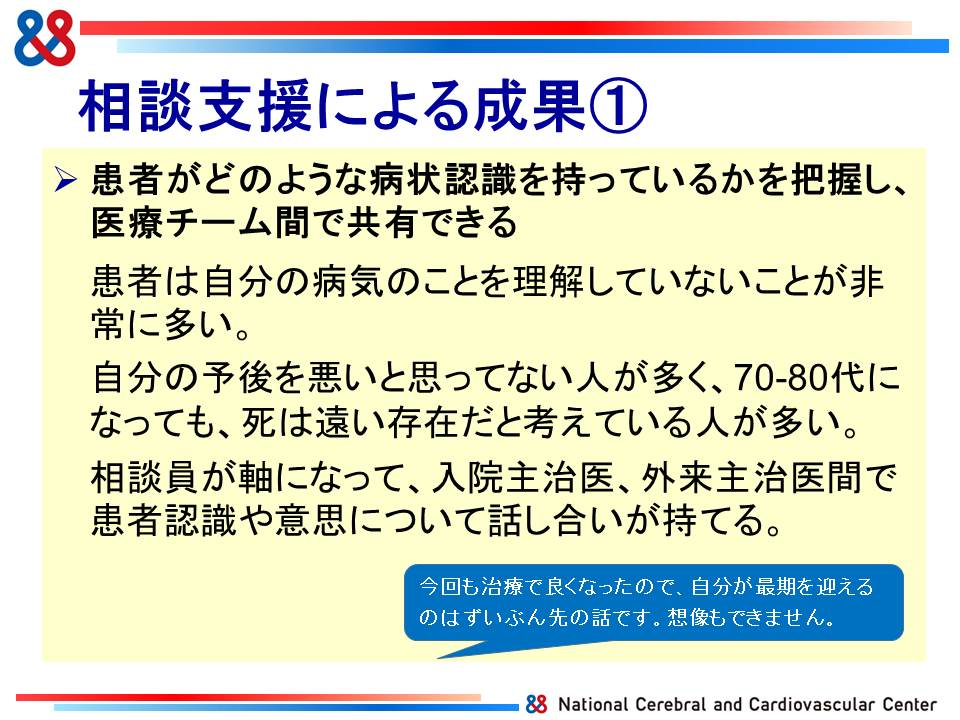 相談支援による成果①
➢ 患者がどのような病状認識を持っているかを把握し、
医療チーム間で共有できる
患者は自分の病気のことを理解していないことが非
常に多い。
自分の予後を悪いと思ってない人が多く、70-80代に
なっても、死は遠い存在だと考えている人が多い。
相談員が軸になって、入院主治医、外来主治医間で
患者認識や意思について話し合いが持てる。
今回も治療で良くなったので、自分が最期を迎える
のはずいぶん先の話です。想像もできません。
National Cerebral and Cardiovascular Center